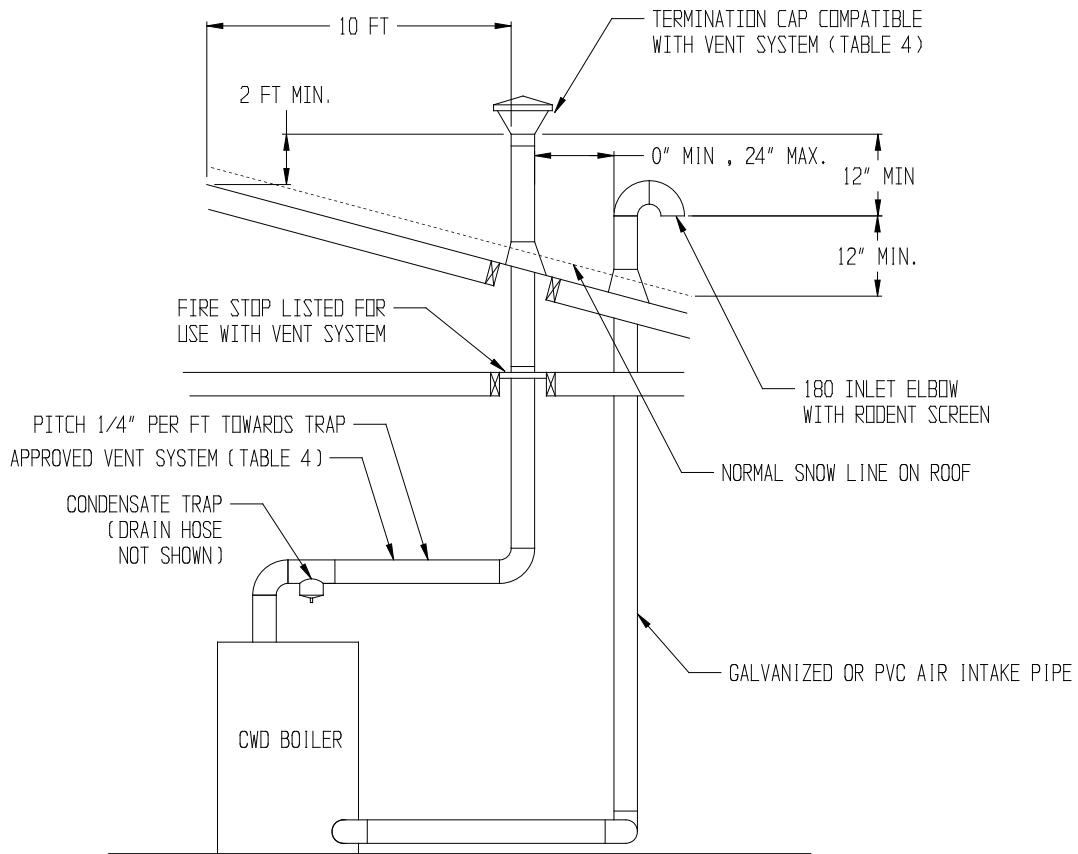 10 FT
TERMINATION CAP COMPATIBLE
WITH VENT SYSTEM (TABLE 4)
2 FT MIN.
0" MIN , 24" MAX.
12" MIN
12" MIN.
FIRE STOP LISTED FOR
USE WITH VENT SYSTEM
180 INLET ELBOW
WITH RODENT SCREEN
PITCH 1/4" PER FT TOWARDS TRAP
APPROVED VENT SYSTEM (TABLE 4)
NORMAL SNOW LINE ON ROOF
CONDENSATE TRAP
(DRAIN HOSE
NOT SHOWN)
GALVANIZED OR PVC AIR INTAKE PIPE
CWD BOILER